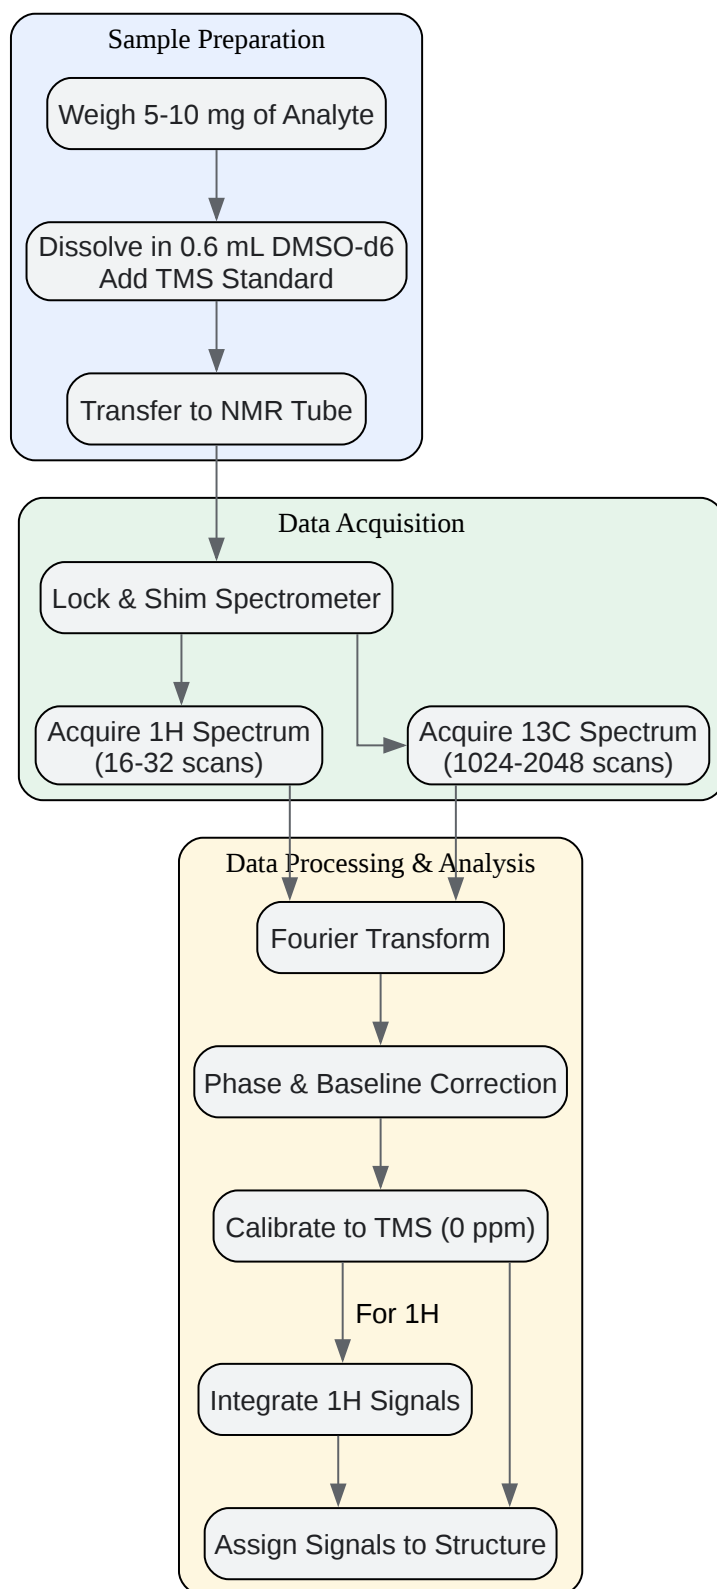 Sample Preparation
Weigh 5-10 mg of Analyte
Dissolve in 0.6 mL DMSO-d6
Add TMS Standard
Transfer to NMR Tube
Data Acquisition
Lock & Shim Spectrometer
Acquire 1H Spectrum
(16-32 scans)
Acquire 13C Spectrum
(1024-2048 scans)
Data Processing & Analysis
Fourier Transform
Phase & Baseline Correction
Calibrate to TMS (0 ppm)
For 1H
Integrate 1H Signals
Assign Signals to Structure